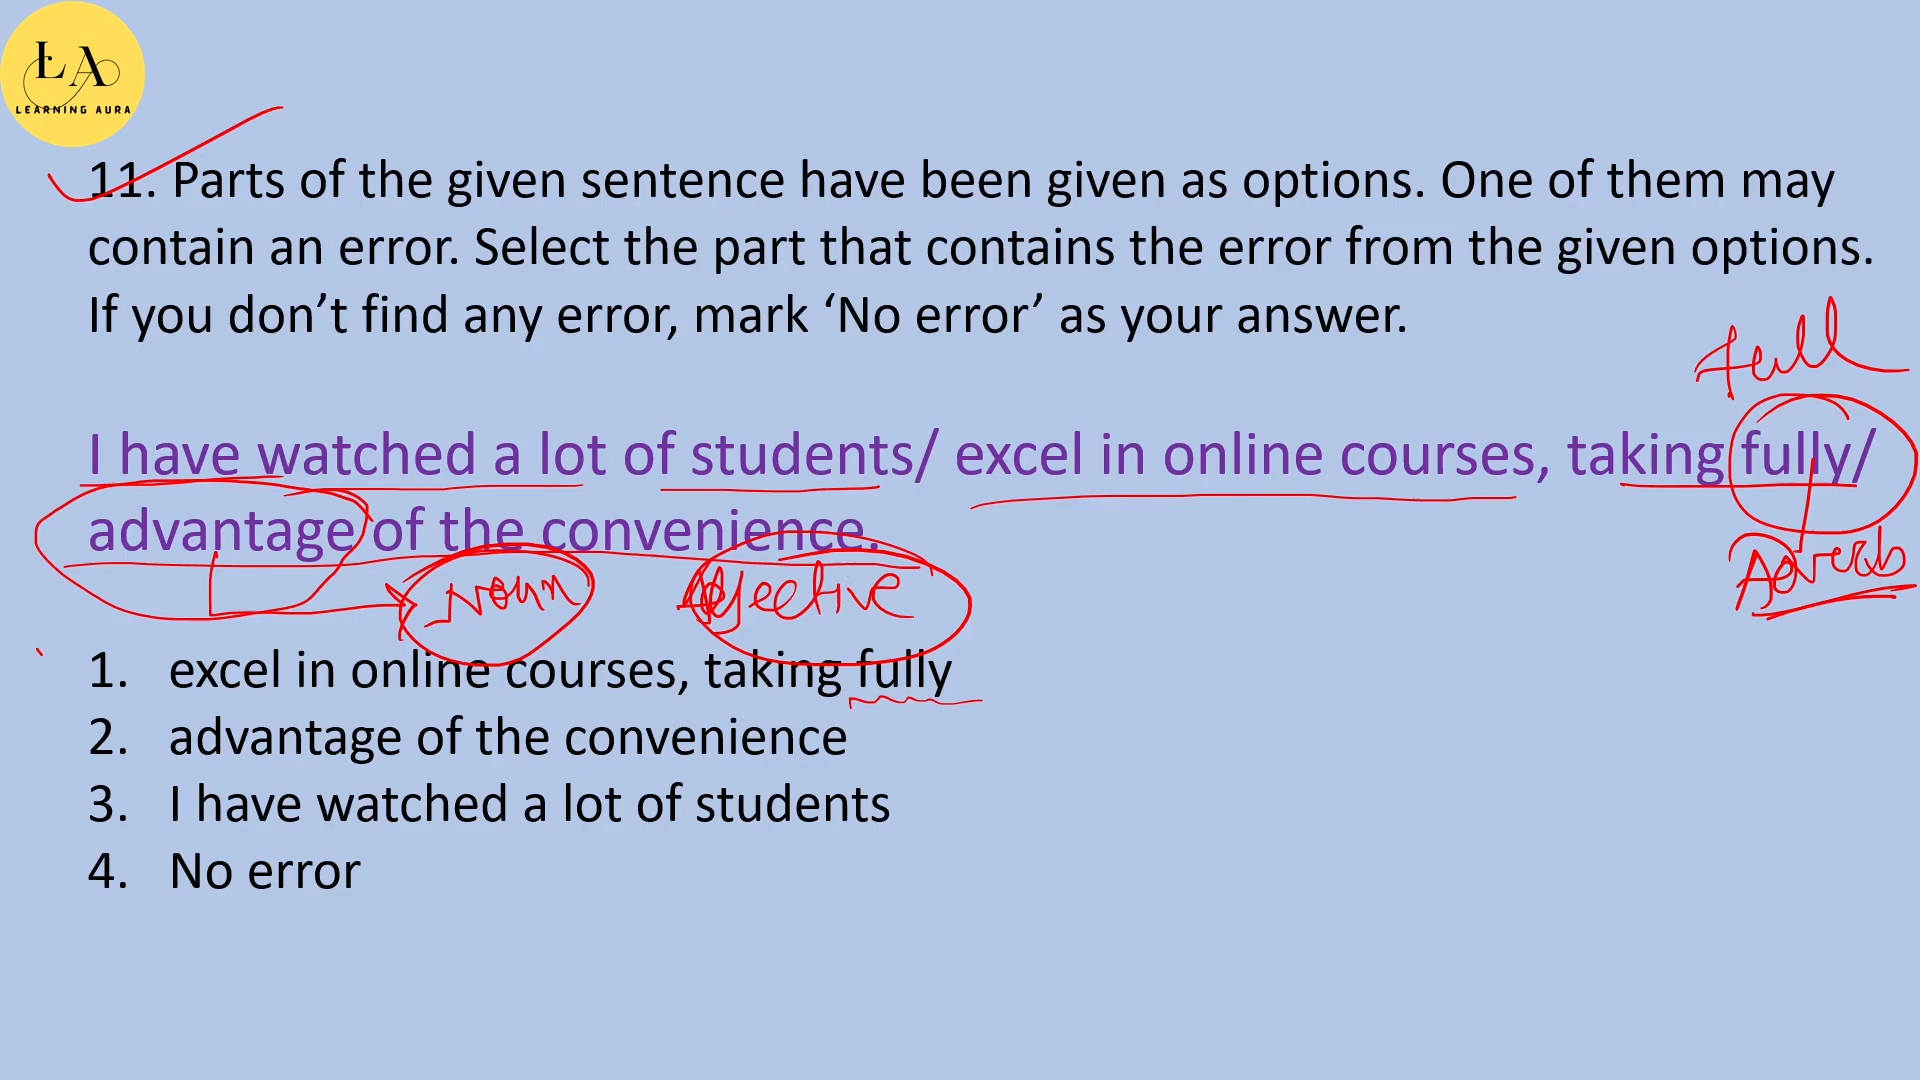 LA
LEARNING AURA
11. Parts of the given sentence have been given as options. One of them may
contain an error. Select the part that contains the error from the given options.
If you don’t find any error, mark ‘No error’ as your answer.
full
I have watched a lot of students/ excel in online courses, taking fully/
advantage of the convenience.
Noun Adjective Adverb
1. excel in online courses, taking fully
2. advantage of the convenience
3. I have watched a lot of students
4. No error